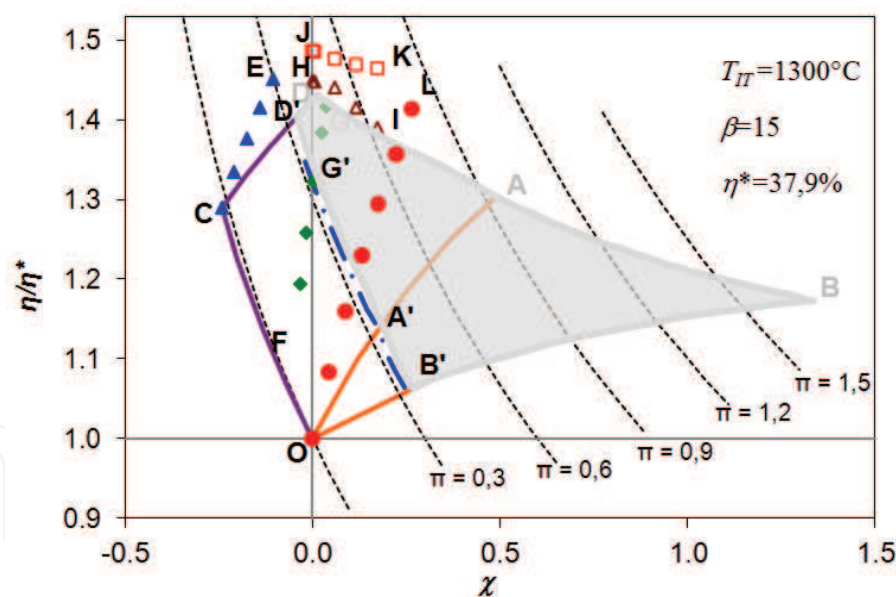 1.5
1.4
1.3
1.2
1.1
1.0
0.9
η/η*
J
K
E
H
L
D
D'
G
I
G'
A
C
B
A'
F
B'
O
T_IT=1300°C
β=15
η*=37,9%
π = 1,5
π = 1,2
π = 0,9
π = 0,6
π = 0,3
-0.5
0.0
0.5
1.0
1.5
χ